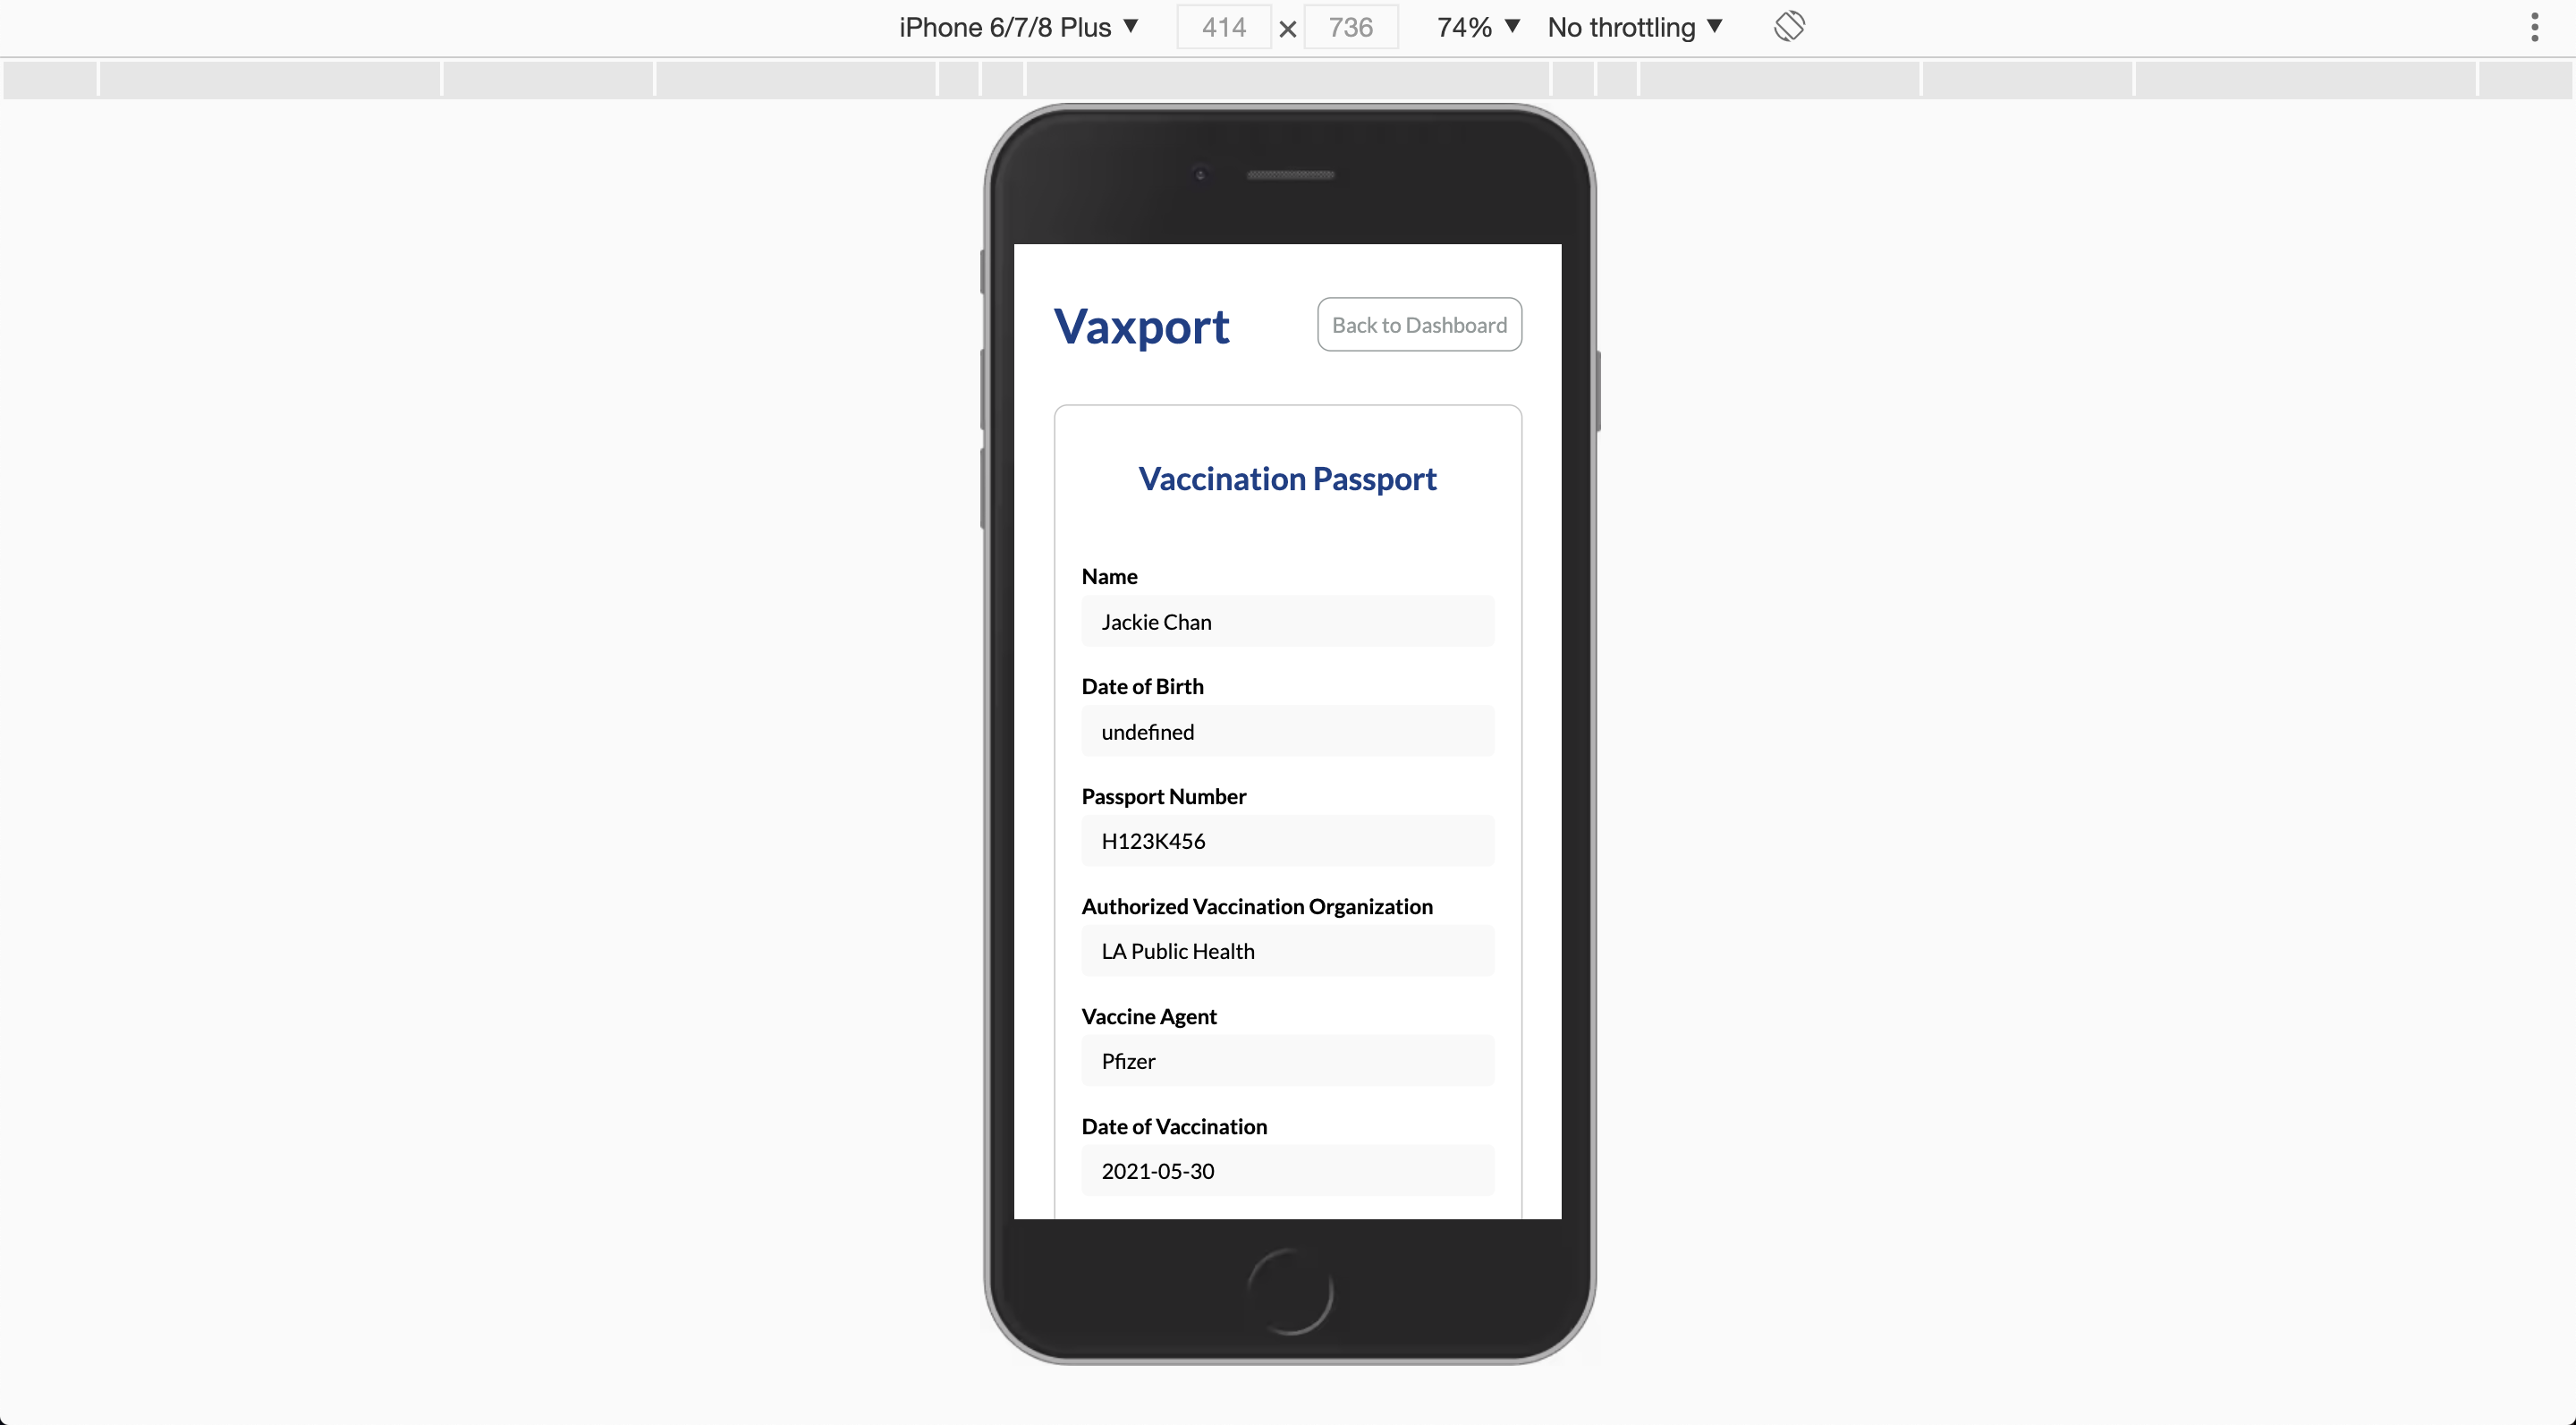 iPhone 6/7/8 Plus ▼ 414 × 736 74% ▼ No throttling ▼
Vaxport
Back to Dashboard
Vaccination Passport
Name
Jackie Chan
Date of Birth
undefined
Passport Number
H123K456
Authorized Vaccination Organization
LA Public Health
Vaccine Agent
Pfizer
Date of Vaccination
2021-05-30